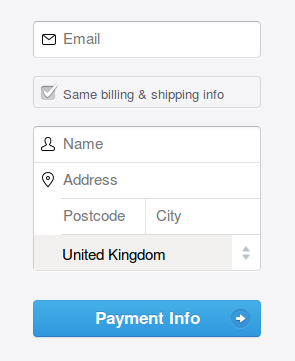 Email
Same billing & shipping info
Name
Address
Postcode City
United Kingdom
Payment Info